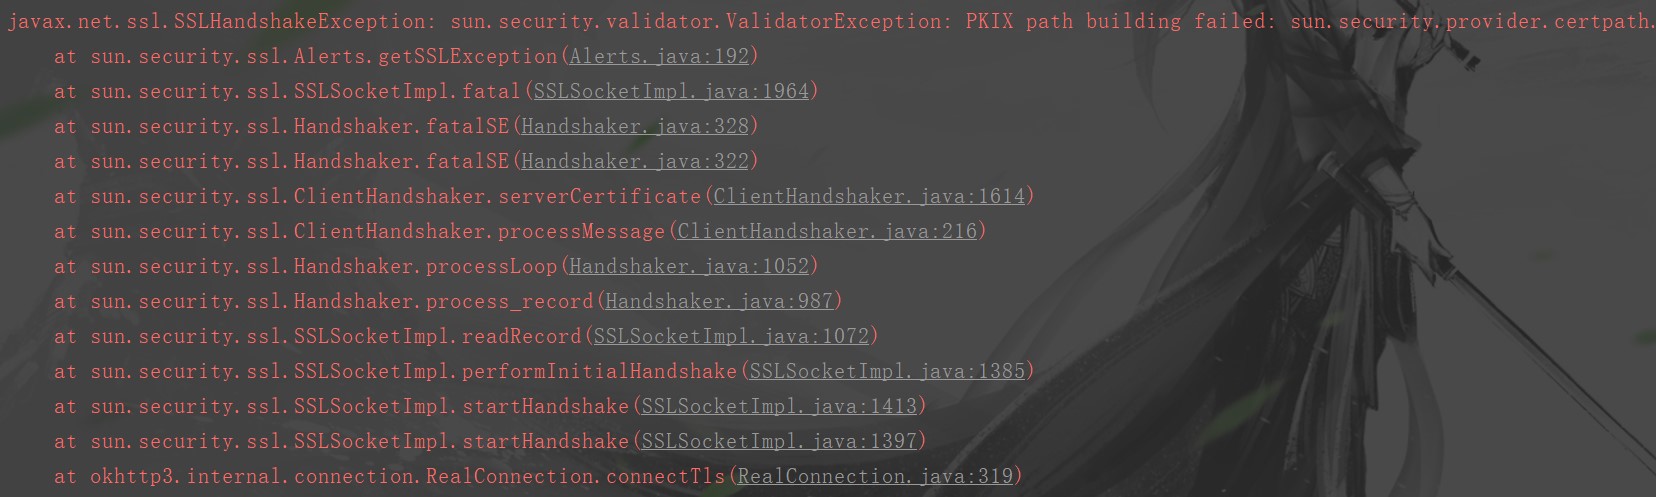 javax.net.ssl.SSLHandshakeException: sun.security.validator.ValidatorException: PKIX path building failed: sun.security.provider.certpath.
at sun.security.ssl.Alerts.getSSLException(Alerts.java:192)
at sun.security.ssl.SSLSocketImpl.fatal(SSLSocketImpl.java:1964)
at sun.security.ssl.Handshaker.fatalSE(Handshaker.java:328)
at sun.security.ssl.Handshaker.fatalSE(Handshaker.java:322)
at sun.security.ssl.ClientHandshaker.serverCertificate(ClientHandshaker.java:1614)
at sun.security.ssl.ClientHandshaker.processMessage(ClientHandshaker.java:216)
at sun.security.ssl.Handshaker.processLoop(Handshaker.java:1052)
at sun.security.ssl.Handshaker.process_record(Handshaker.java:987)
at sun.security.ssl.SSLSocketImpl.readRecord(SSLSocketImpl.java:1072)
at sun.security.ssl.SSLSocketImpl.performInitialHandshake(SSLSocketImpl.java:1385)
at sun.security.ssl.SSLSocketImpl.startHandshake(SSLSocketImpl.java:1413)
at sun.security.ssl.SSLSocketImpl.startHandshake(SSLSocketImpl.java:1397)
at okhttp3.internal.connection.RealConnection.connectTls(RealConnection.java:319)